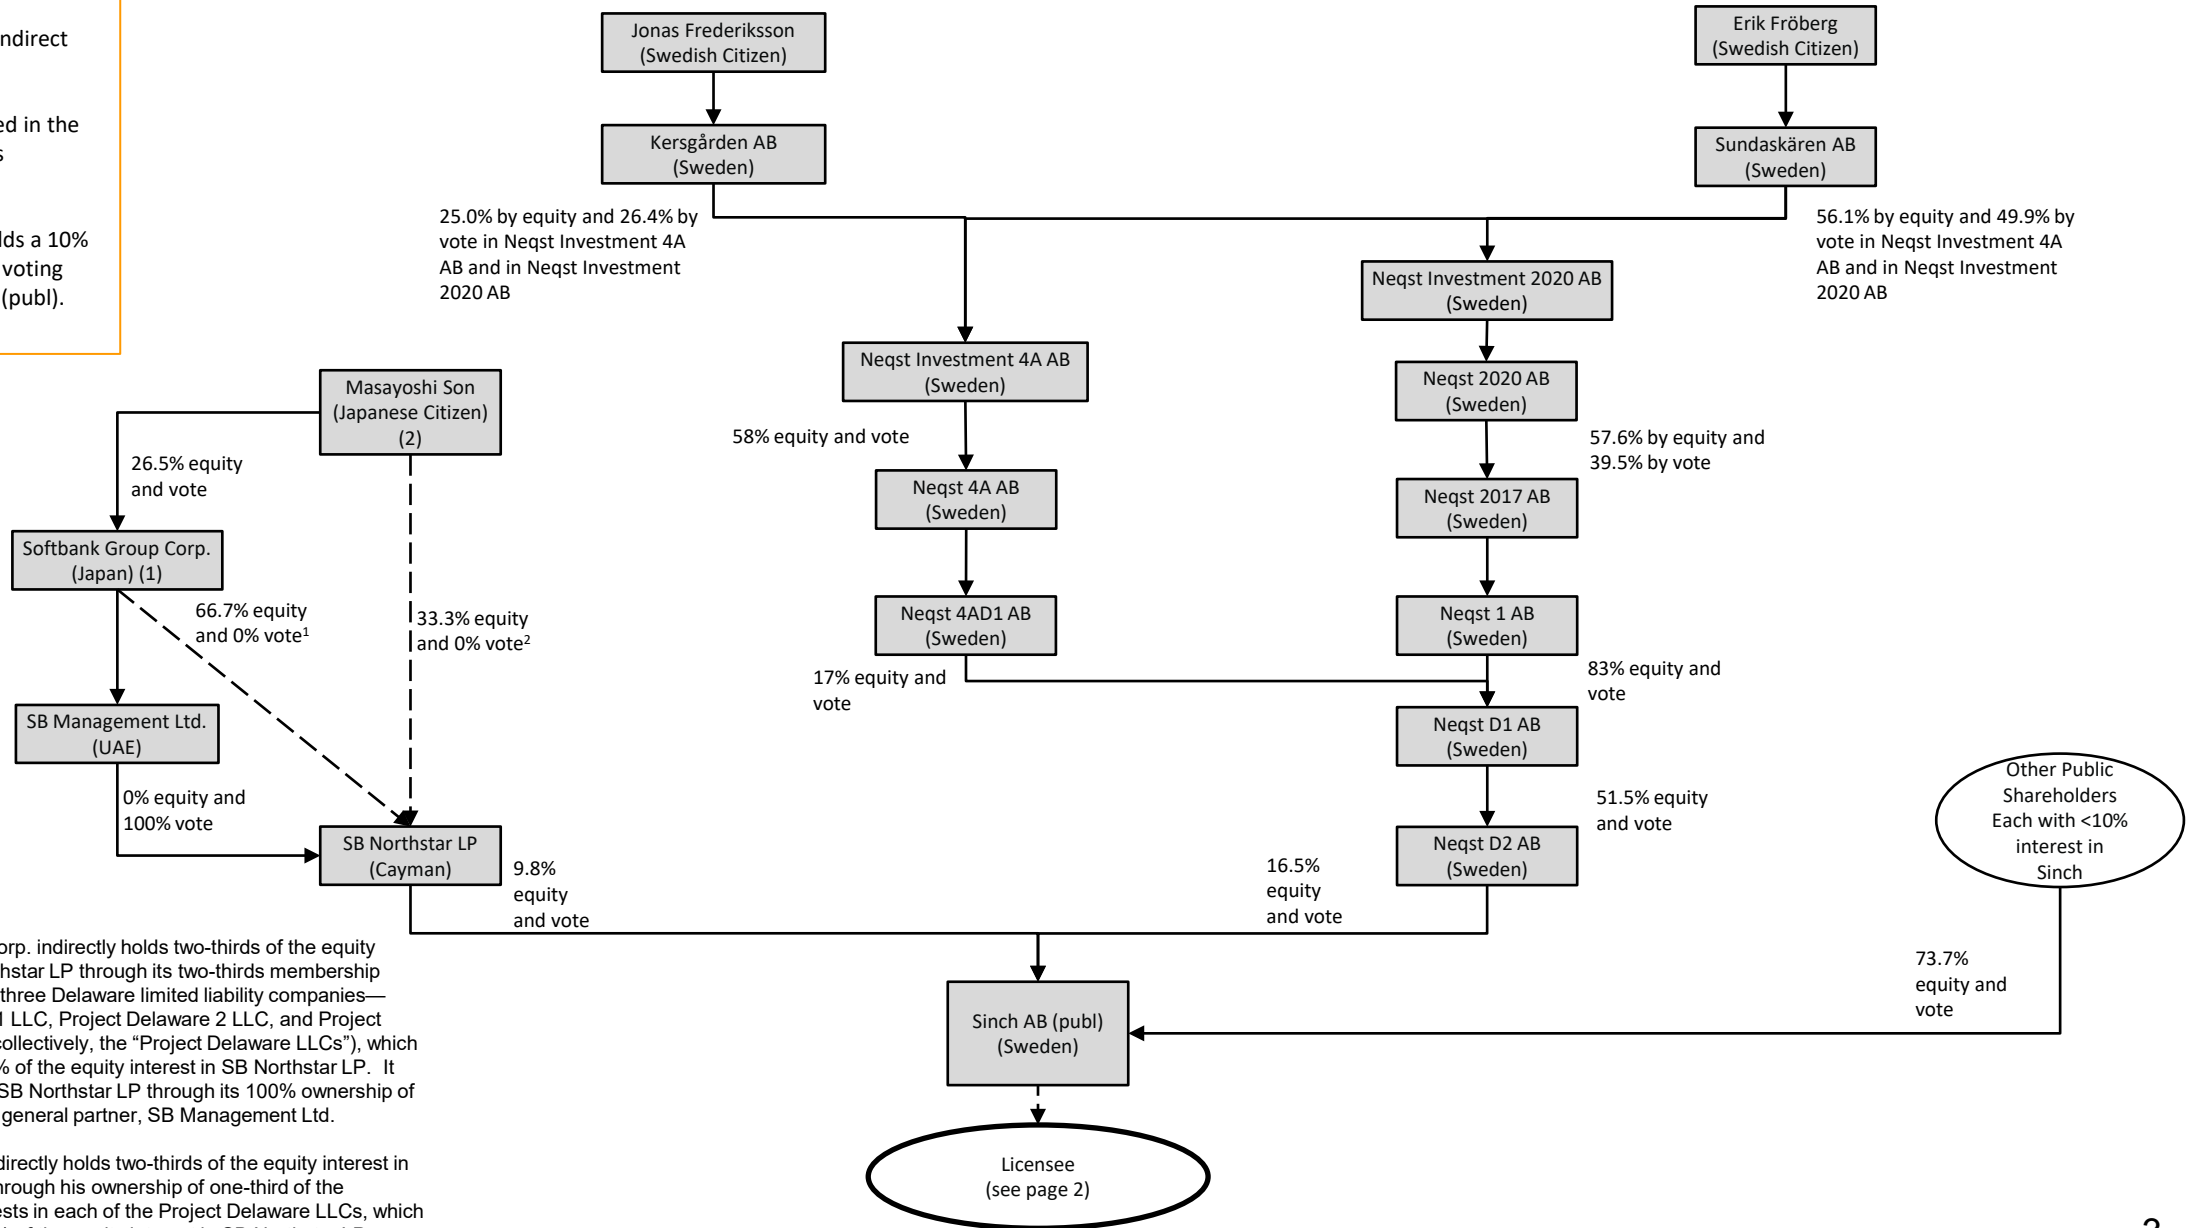 ndirect
ed in the
s
lds a 10%
voting
(publ).
Jonas Frederiksson
(Swedish Citizen)
Erik Fröberg
(Swedish Citizen)
Kersgården AB
(Sweden)
Sundaskären AB
(Sweden)
25.0% by equity and 26.4% by
vote in Neqst Investment 4A
AB and in Neqst Investment
2020 AB
56.1% by equity and 49.9% by
vote in Neqst Investment 4A
AB and in Neqst Investment
2020 AB
Neqst Investment 2020 AB
(Sweden)
Neqst Investment 4A AB
(Sweden)
Neqst 2020 AB
(Sweden)
Masayoshi Son
(Japanese Citizen)
(2)
58% equity and vote
57.6% by equity and
39.5% by vote
26.5% equity
and vote
Neqst 4A AB
(Sweden)
Neqst 2017 AB
(Sweden)
Softbank Group Corp.
(Japan) (1)
66.7% equity
and 0% vote1
33.3% equity
and 0% vote2
Neqst 4AD1 AB
(Sweden)
Neqst 1 AB
(Sweden)
17% equity and
vote
83% equity and
vote
SB Management Ltd.
(UAE)
Neqst D1 AB
(Sweden)
0% equity and
100% vote
51.5% equity
and vote
Other Public
Shareholders
Each with <10%
interest in
Sinch
SB Northstar LP
(Cayman)
Neqst D2 AB
(Sweden)
9.8%
equity
and vote
16.5%
equity
and vote
73.7%
equity and
vote
orp. indirectly holds two-thirds of the equity
hstar LP through its two-thirds membership
three Delaware limited liability companies—
1 LLC, Project Delaware 2 LLC, and Project
collectively, the “Project Delaware LLCs”), which
% of the equity interest in SB Northstar LP. It
SB Northstar LP through its 100% ownership of
general partner, SB Management Ltd.
Sinch AB (publ)
(Sweden)
directly holds two-thirds of the equity interest in
hrough his ownership of one-third of the
ests in each of the Project Delaware LLCs, which
Licensee
(see page 2)